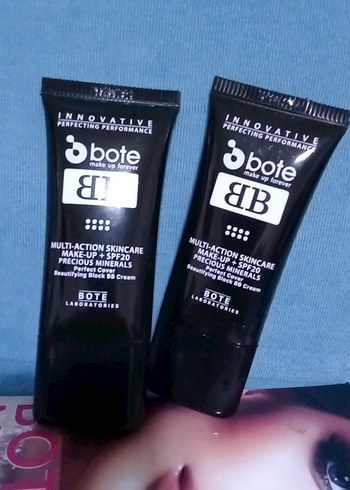 INNOVATIVE
PERFECTING PERFORMANCE
bote
make up forever
MULTI-ACTION SKINCARE
MAKE-UP + SPF20
PRECIOUS MINERALS
Perfect Cover
Beautifying Block BB Cream
BOTE
LABORATORIES
INNOVATIVE
PERFECTING PERFORMANCE
bote
make up forever
BB
MULTI-ACTION SKINCARE
MAKE-UP + SPF20
PRECIOUS MINERALS
Perfect Cover
Beautifying Block BB Cream
BOTE
LABORATORIES